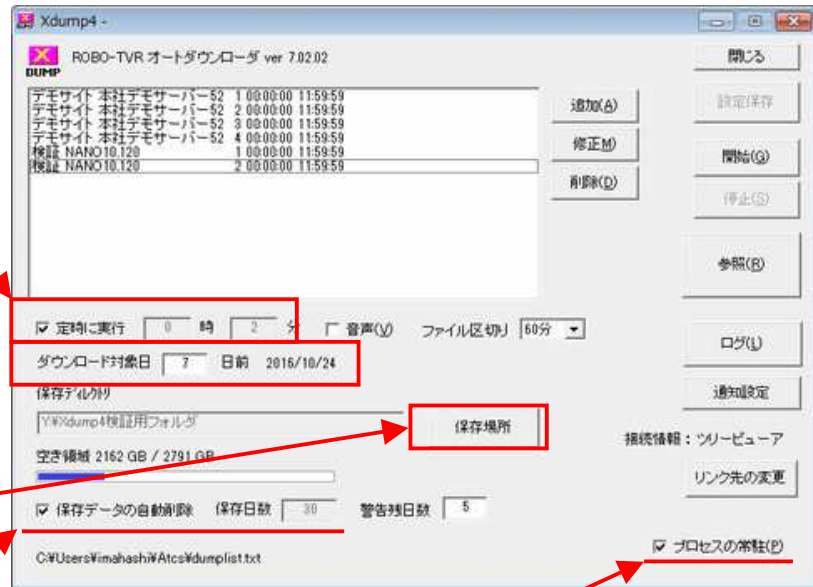 Xdump4 -
X DUMP
ROBO-TVR オートダウンローダ ver 7.02.02
閉じる
デモサイト 本社デモサーバー52 1 00:00:00 11:59:59
デモサイト 本社デモサーバー52 2 00:00:00 11:59:59
デモサイト 本社デモサーバー52 3 00:00:00 11:59:59
デモサイト 本社デモサーバー52 4 00:00:00 11:59:59
検証 NANO10.120 1 00:00:00 11:59:59
検証 NANO10.120 2 00:00:00 11:59:59
追加(A)
修正M)
削除(D)
設定保存
開始(G)
停止(S)
参照(R)
定時に実行 0 時 2 分 音声(V) ファイル区切り 60分
ログ(L)
ダウンロード対象日 7 日前 2016/10/24
通知設定
保存ディレクトリ
Y:¥Xdump4検証用フォルダ
保存場所
接続情報：ツリービューア
空き領域 2162 GB / 2791 GB
リンク先の変更
保存データの自動削除 保存日数 30 警告残日数 5
プロセスの常駐(P)
C:¥Users¥imahashi¥Atcs¥dumplist.txt